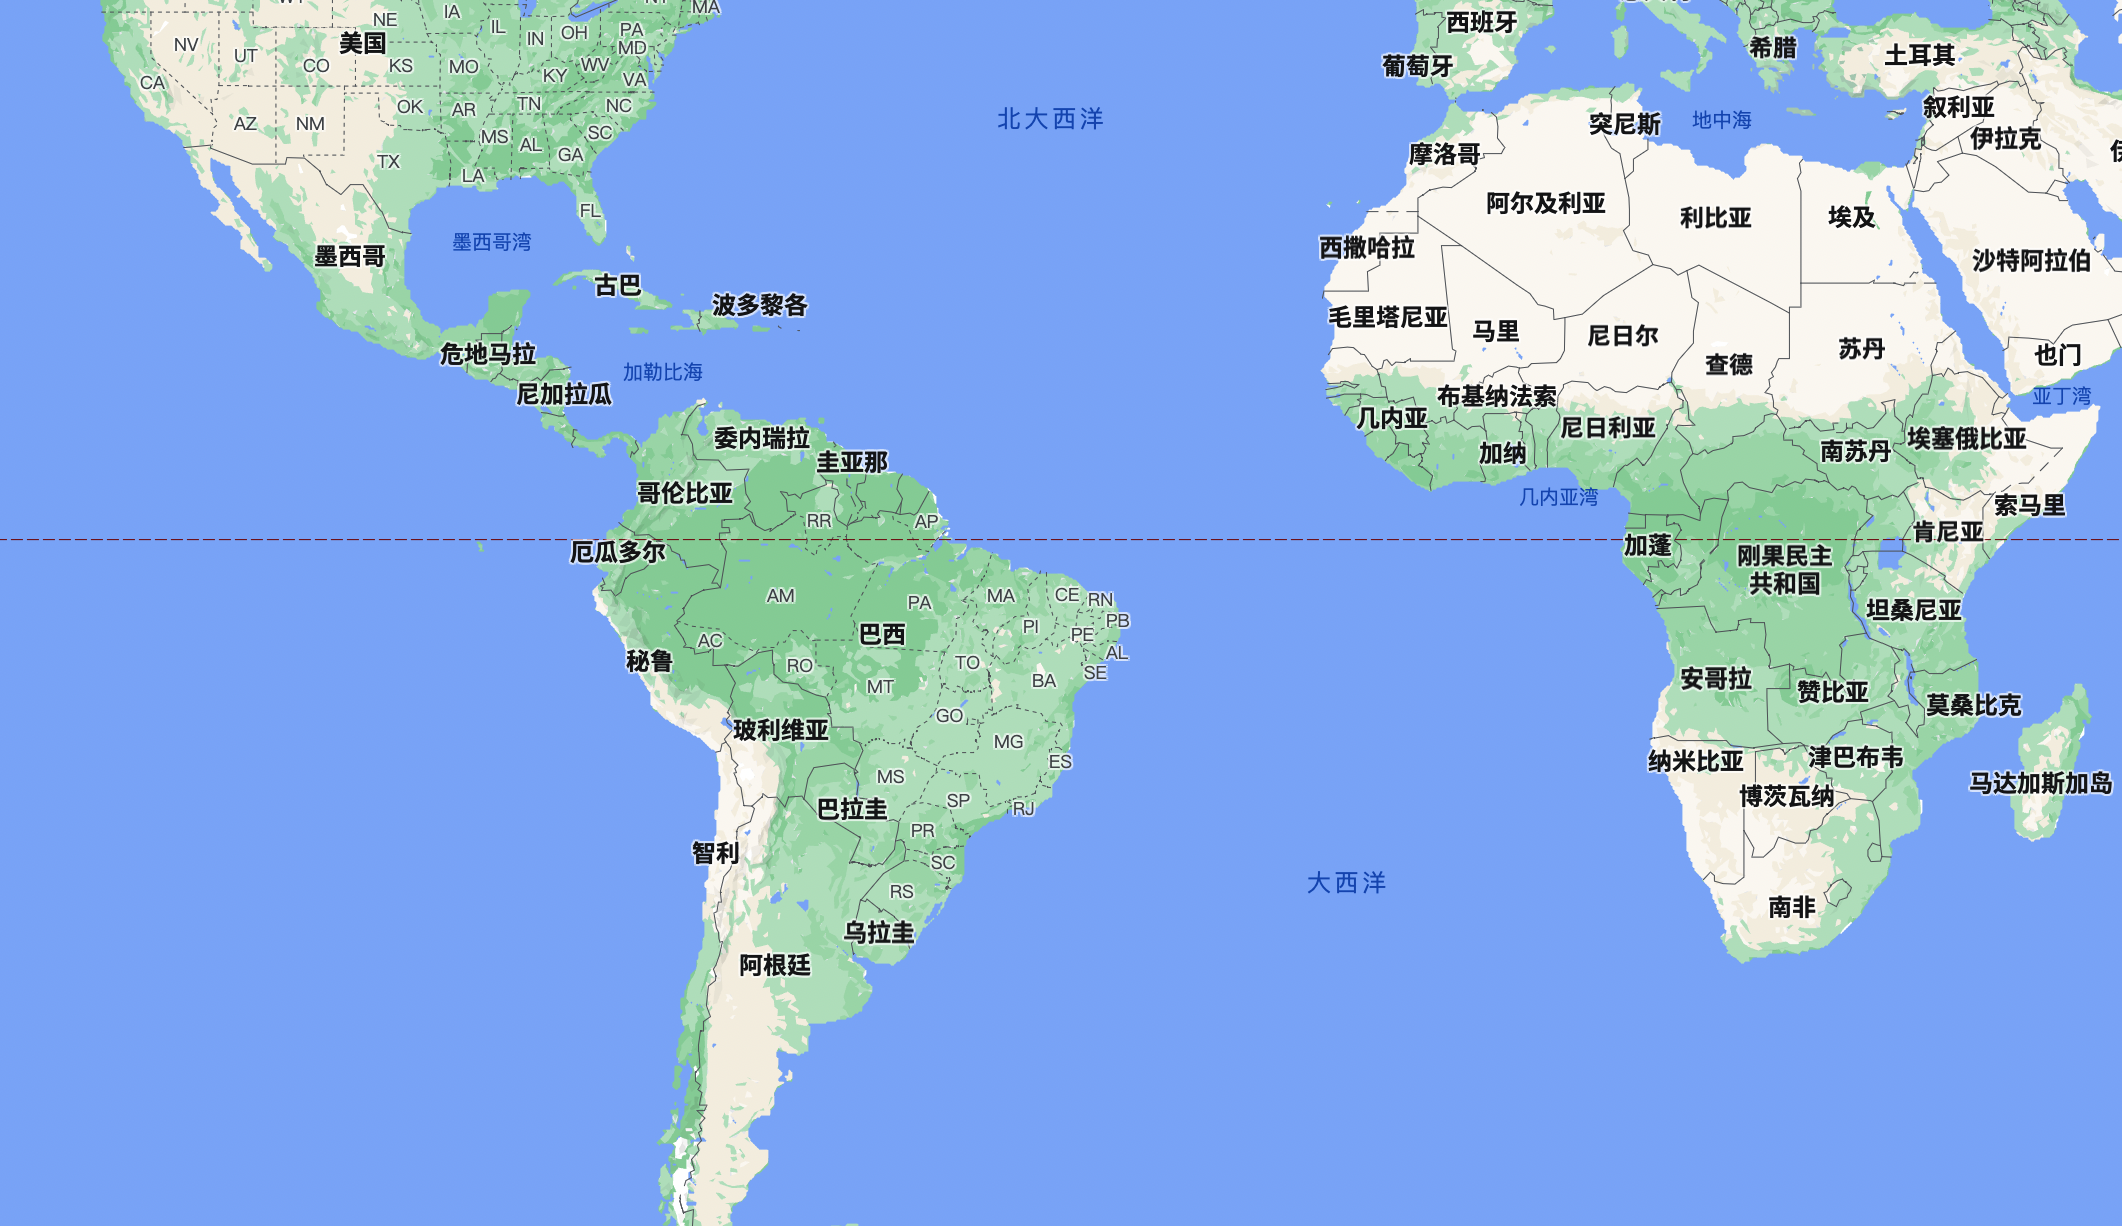 MA
NE
IA
IL
IN
OH
PA
MD
NV
UT
CO
美国
KS
MO
KY
WV
VA
CA
AZ
NM
OK
AR
TN
NC
MS
AL
SC
GA
TX
LA
FL
西班牙
葡萄牙
希腊
土耳其
叙利亚
伊拉克
北大西洋
突尼斯
地中海
摩洛哥
阿尔及利亚
利比亚
埃及
墨西哥湾
墨西哥
西撒哈拉
沙特阿拉伯
古巴
波多黎各
毛里塔尼亚
马里
尼日尔
查德
苏丹
也门
危地马拉
加勒比海
尼加拉瓜
布基纳法索
亚丁湾
几内亚
尼日利亚
加纳
南苏丹
埃塞俄比亚
委内瑞拉
圭亚那
哥伦比亚
几内亚湾
索马里
RR
AP
肯尼亚
厄瓜多尔
加蓬
刚果民主
共和国
AM
PA
MA
CE
RN
坦桑尼亚
PI
PB
PE
巴西
AC
AL
秘鲁
RO
TO
SE
MT
BA
安哥拉
赞比亚
莫桑比克
GO
玻利维亚
MG
ES
纳米比亚
津巴布韦
MS
博茨瓦纳
马达加斯加岛
SP
RJ
巴拉圭
PR
智利
SC
大西洋
RS
南非
乌拉圭
阿根廷